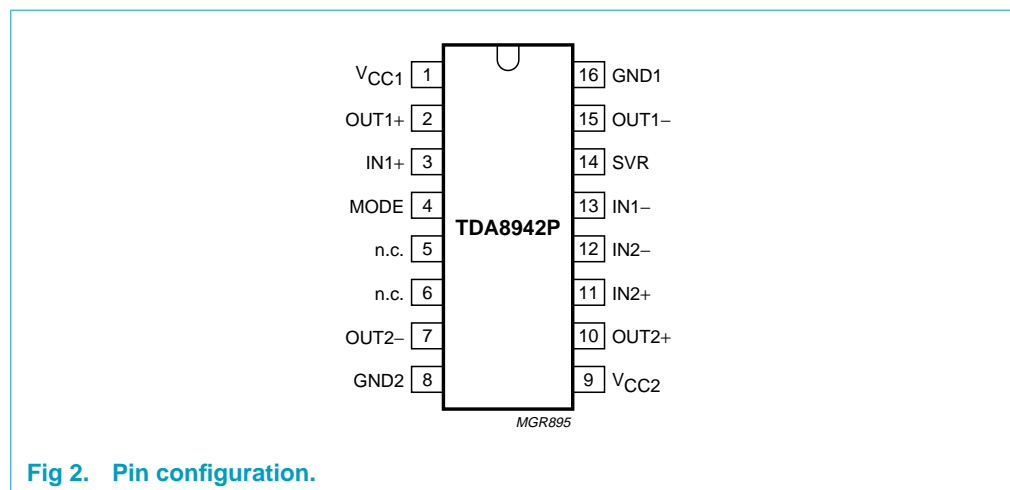 VCC1 1 16 GND1
OUT1+ 2 15 OUT1−
IN1+ 3 14 SVR
MODE 4 13 IN1−
TDA8942P
n.c. 5 12 IN2−
n.c. 6 11 IN2+
OUT2− 7 10 OUT2+
GND2 8 9 VCC2
MGR895
Fig 2. Pin configuration.